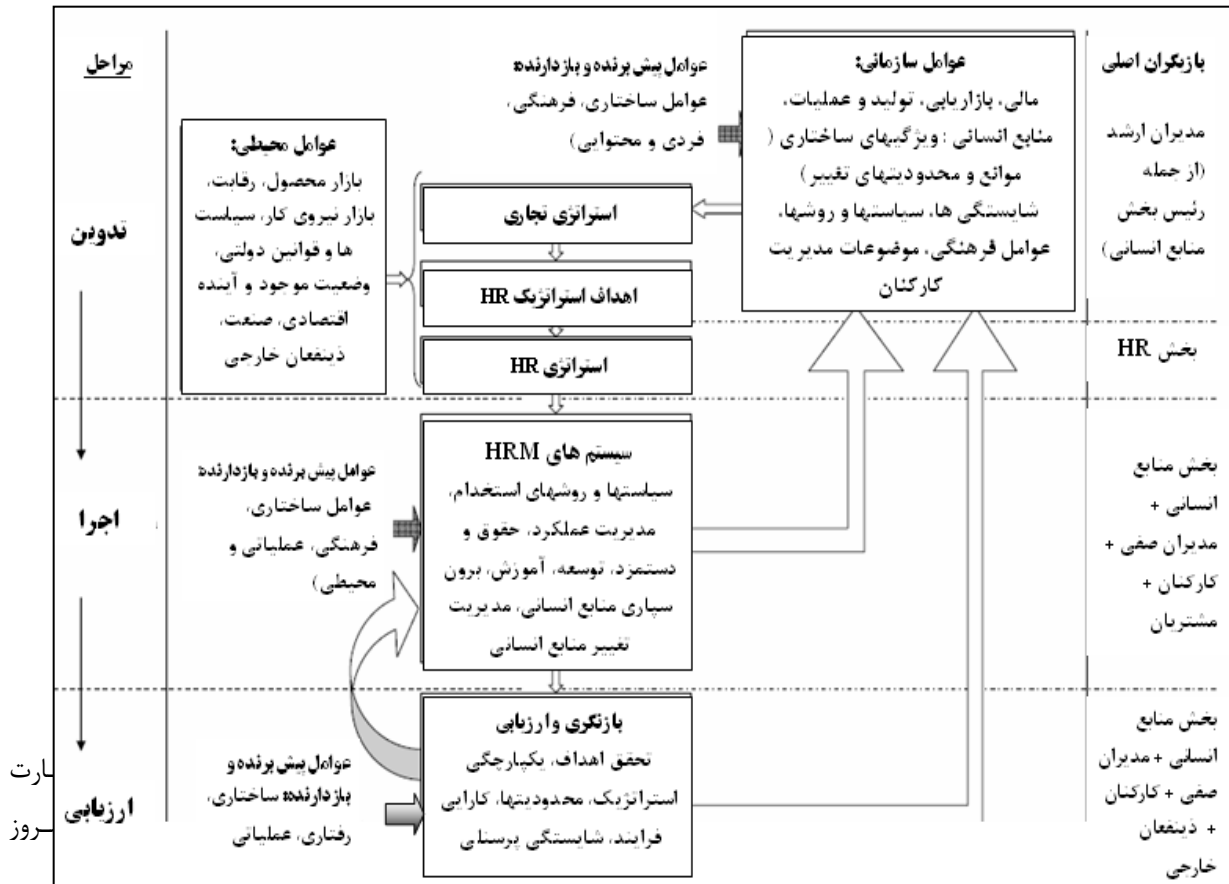 مراحل
تدوین
اجرا
ارزیابی
عوامل محیطی:
بازار محصول، رقابت،
بازار نیروی کار، سیاست
ها و قوانین دولتی،
وضعیت موجود و آینده
اقتصادی، صنعت،
ذینفعان خارجی
عوامل پیش برنده و بازدارنده:
عوامل ساختاری، فرهنگی،
فردی و محتوایی)
عوامل سازمانی:
مالی، بازاریابی، تولید و عملیات،
منابع انسانی : ویژگیهای ساختاری (
موانع و محدودیتهای تغییر)
شایستگی ها، سیاستها و روشها،
عوامل فرهنگی، موضوعات مدیریت
کارکنان
استراتژی تجاری
اهداف استراتژیک HR
استراتژی HR
سیستم های HRM
سیاستها و روشهای استخدام،
مدیریت عملکرد، حقوق و
دستمزد، توسعه، آموزش، برون
سپاری منابع انسانی، مدیریت
تغییر منابع انسانی
عوامل پیش برنده و بازدارنده:
عوامل ساختاری،
فرهنگی، عملیاتی و
محیطی)
بازنگری و ارزیابی
تحقق اهداف، یکپارچگی
استراتژیک، محدودیتها، کارایی
فرایند، شایستگی پرسنلی
عوامل پیش برنده و
بازدارنده: ساختاری،
رفتاری، عملیاتی
بازیگران اصلی
مدیران ارشد
(از جمله
رئیس بخش
منابع انسانی)
بخش HR
بخش منابع
انسانی +
مدیران صفی +
کارکنان +
مشتریان
بخش منابع
انسانی + مدیران
صفی + کارکنان
+ ذینفعان
خارجی
ـارت
ـروز